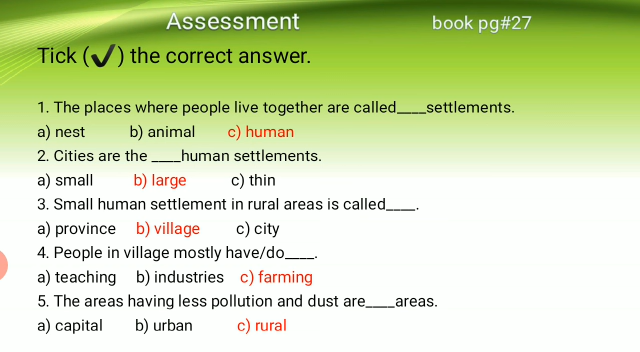 Assessment book pg#27
Tick (✔) the correct answer.
1. The places where people live together are called____settlements.
a) nest b) animal c) human
2. Cities are the ____human settlements.
a) small b) large c) thin
3. Small human settlement in rural areas is called____.
a) province b) village c) city
4. People in village mostly have/do____.
a) teaching b) industries c) farming
5. The areas having less pollution and dust are____areas.
a) capital b) urban c) rural